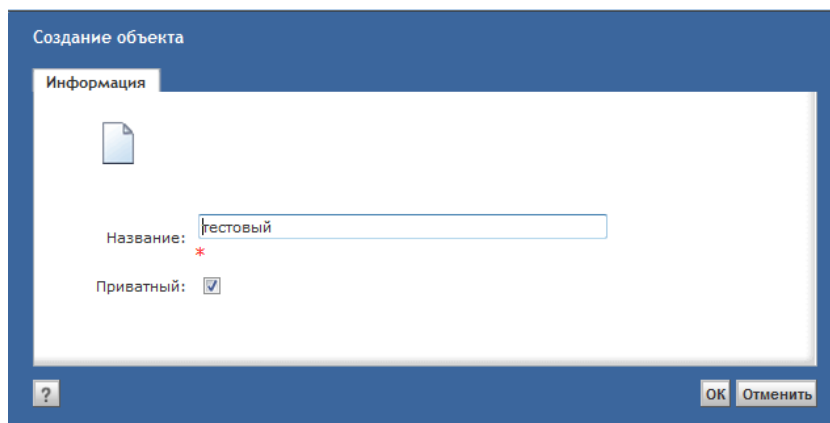 Создание объекта
Информация
Название: тестовый
*
Приватный:
? OK Отменить